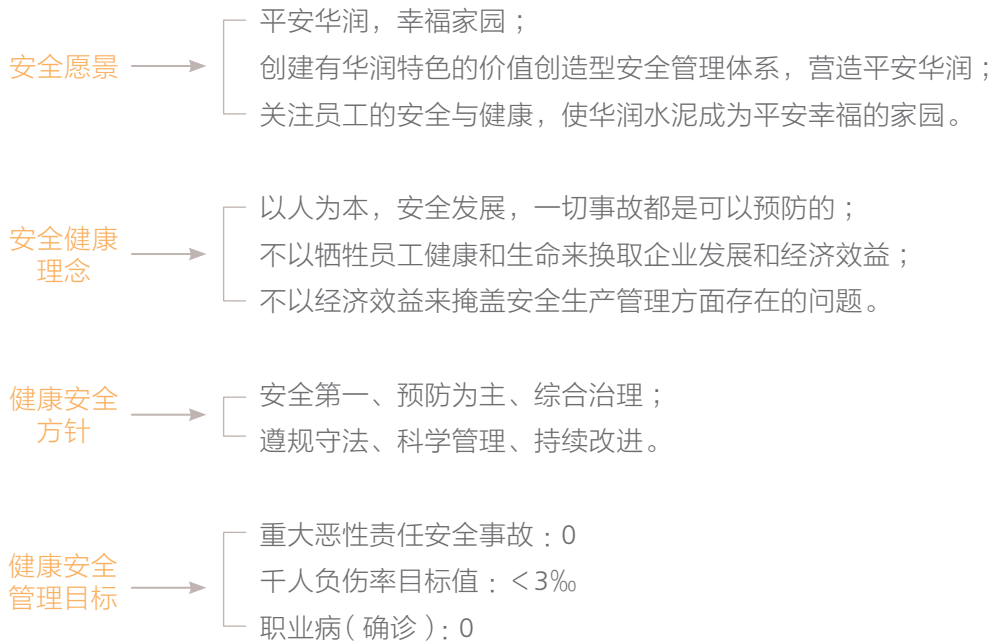 安全愿景
平安华润，幸福家园；
创建有华润特色的价值创造型安全管理体系，营造平安华润；
关注员工的安全与健康，使华润水泥成为平安幸福的家园。
安全健康
理念
以人为本，安全发展，一切事故都是可以预防的；
不以牺牲员工健康和生命来换取企业发展和经济效益；
不以经济效益来掩盖安全生产管理方面存在的问题。
健康安全
方针
安全第一、预防为主、综合治理；
遵规守法、科学管理、持续改进。
健康安全
管理目标
重大恶性责任安全事故：0
千人负伤率目标值：＜3‰
职业病（确诊）：0